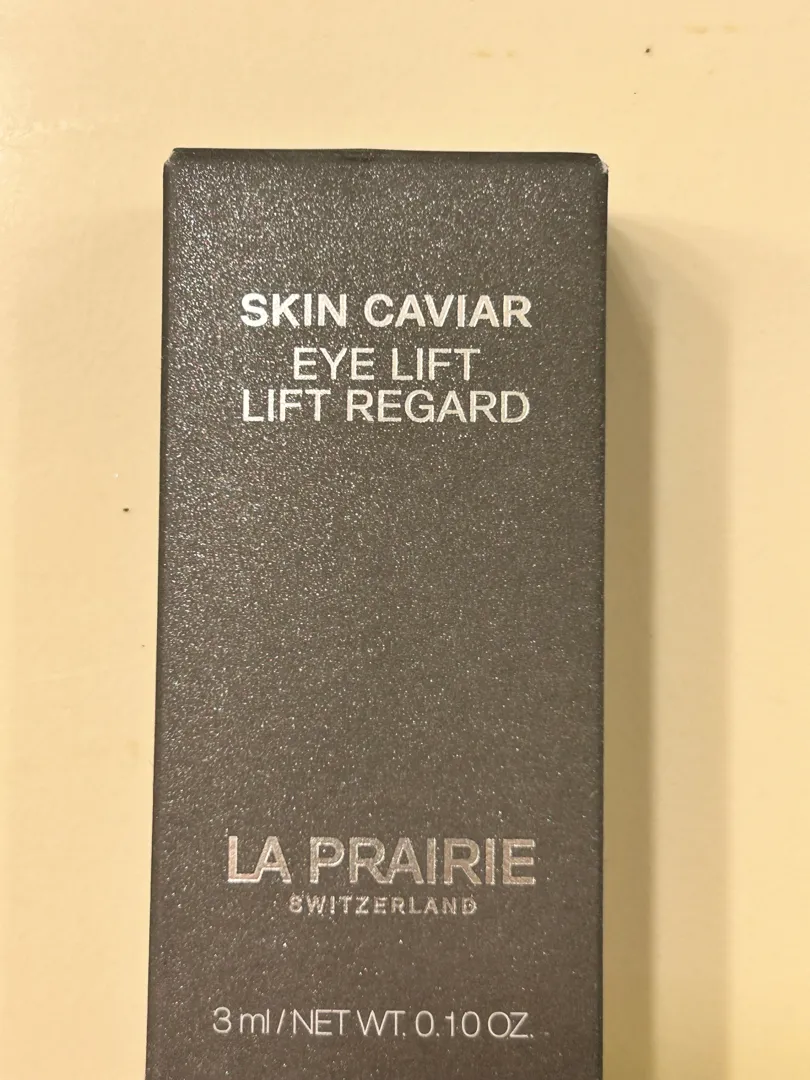 SKIN CAVIAR
EYE LIFT
LIFT REGARD
LA PRAIRIE
SWITZERLAND
3 ml / NET WT. 0.10 OZ.